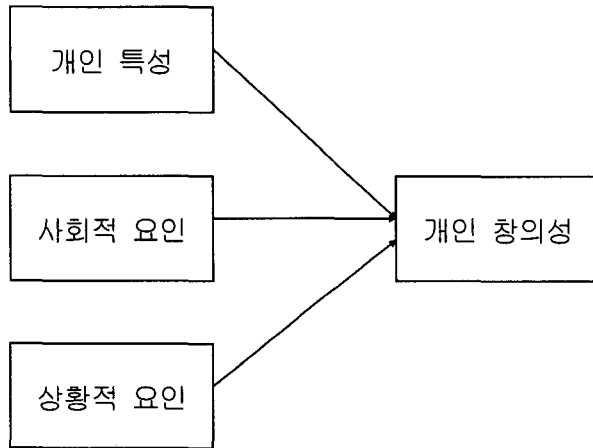 개인 특성
사회적 요인
개인 창의성
상황적 요인